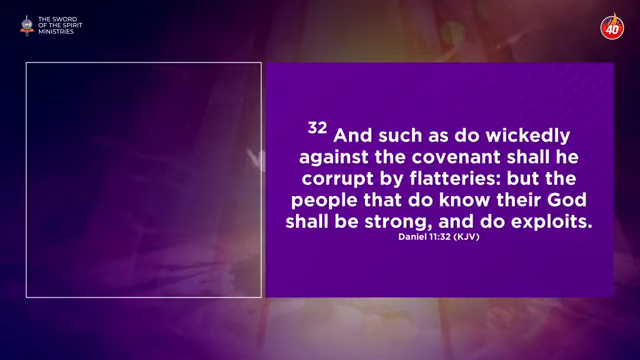 THE SWORD
OF THE SPIRIT
MINISTRIES
40
32 And such as do wickedly
against the covenant shall he
corrupt by flatteries: but the
people that do know their God
shall be strong, and do exploits.
Daniel 11:32 (KJV)